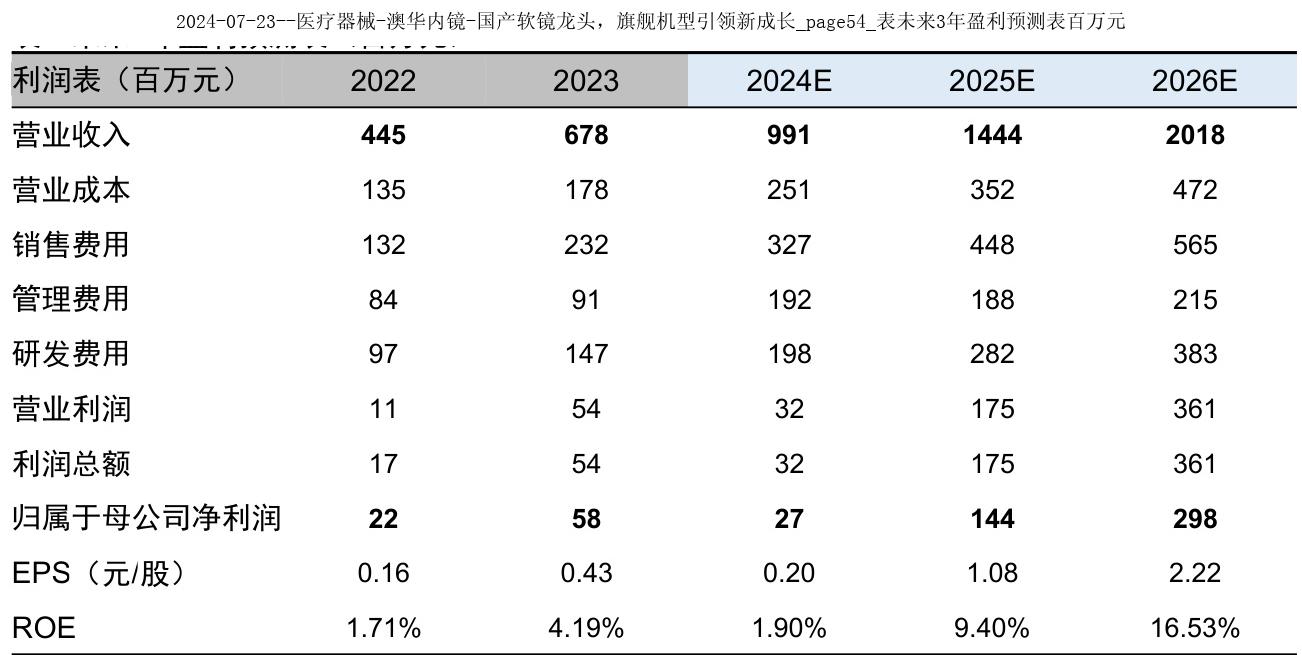 2024-07-23--医疗器械-澳华内镜-国产软镜龙头，旗舰机型引领新成长_page54_表未来3年盈利预测表百万元
利润表（百万元） 2022 2023 2024E 2025E 2026E
营业收入 445 678 991 1444 2018
营业成本 135 178 251 352 472
销售费用 132 232 327 448 565
管理费用 84 91 192 188 215
研发费用 97 147 198 282 383
营业利润 11 54 32 175 361
利润总额 17 54 32 175 361
归属于母公司净利润 22 58 27 144 298
EPS（元/股） 0.16 0.43 0.20 1.08 2.22
ROE 1.71% 4.19% 1.90% 9.40% 16.53%